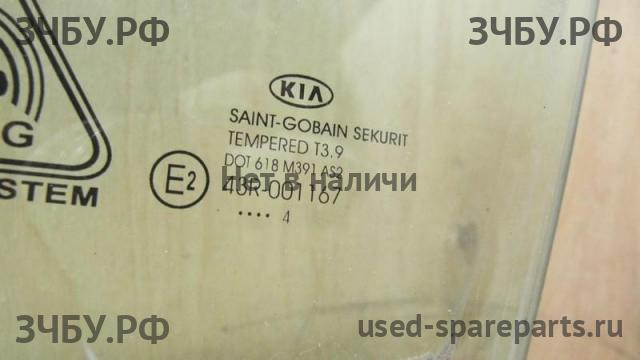 ЗЧБУ.РФ
ЗЧБУ.РФ
KIA
SAINT-GOBAIN SEKURIT
TEMPERED T3.9
DOT 618 M391 AS2
E2
43R-001167
Нет в наличи
.... 4
G
STEM
ЗЧБУ.РФ
used-spareparts.ru